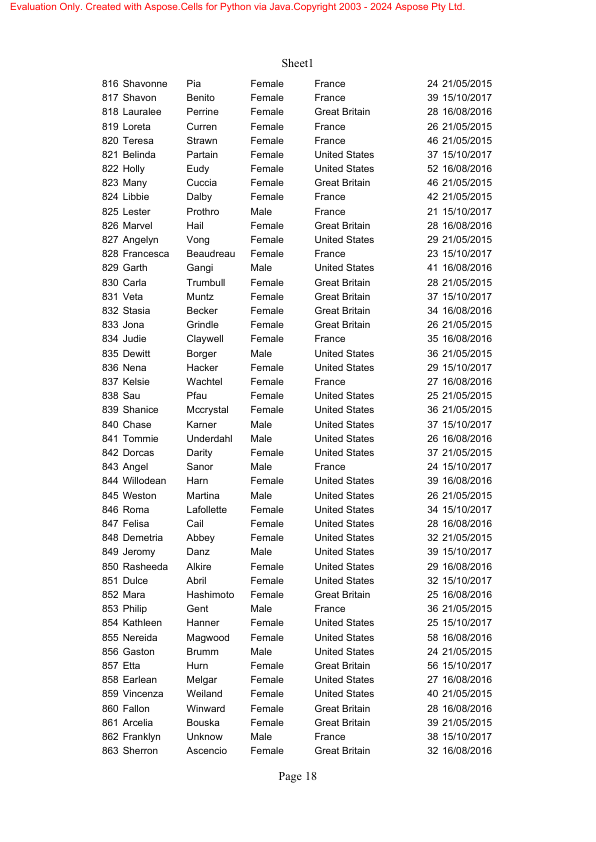 Evaluation Only. Created with Aspose.Cells for Python via Java.Copyright 2003 - 2024 Aspose Pty Ltd.
Sheet1
816 Shavonne Pia Female France 24 21/05/2015
817 Shavon Benito Female France 39 15/10/2017
818 Lauralee Perrine Female Great Britain 28 16/08/2016
819 Loreta Curren Female France 26 21/05/2015
820 Teresa Strawn Female France 46 21/05/2015
821 Belinda Partain Female United States 37 15/10/2017
822 Holly Eudy Female United States 52 16/08/2016
823 Many Cuccia Female Great Britain 46 21/05/2015
824 Libbie Dalby Female France 42 21/05/2015
825 Lester Prothro Male France 21 15/10/2017
826 Marvel Hail Female Great Britain 28 16/08/2016
827 Angelyn Vong Female United States 29 21/05/2015
828 Francesca Beaudreau Female France 23 15/10/2017
829 Garth Gangi Male United States 41 16/08/2016
830 Carla Trumbull Female Great Britain 28 21/05/2015
831 Veta Muntz Female Great Britain 37 15/10/2017
832 Stasia Becker Female Great Britain 34 16/08/2016
833 Jona Grindle Female Great Britain 26 21/05/2015
834 Judie Claywell Female France 35 16/08/2016
835 Dewitt Borger Male United States 36 21/05/2015
836 Nena Hacker Female United States 29 15/10/2017
837 Kelsie Wachtel Female France 27 16/08/2016
838 Sau Pfau Female United States 25 21/05/2015
839 Shanice Mccrystal Female United States 36 21/05/2015
840 Chase Karner Male United States 37 15/10/2017
841 Tommie Underdahl Male United States 26 16/08/2016
842 Dorcas Darity Female United States 37 21/05/2015
843 Angel Sanor Male France 24 15/10/2017
844 Willodean Harn Female United States 39 16/08/2016
845 Weston Martina Male United States 26 21/05/2015
846 Roma Lafollette Female United States 34 15/10/2017
847 Felisa Cail Female United States 28 16/08/2016
848 Demetria Abbey Female United States 32 21/05/2015
849 Jeromy Danz Male United States 39 15/10/2017
850 Rasheeda Alkire Female United States 29 16/08/2016
851 Dulce Abril Female United States 32 15/10/2017
852 Mara Hashimoto Female Great Britain 25 16/08/2016
853 Philip Gent Male France 36 21/05/2015
854 Kathleen Hanner Female United States 25 15/10/2017
855 Nereida Magwood Female United States 58 16/08/2016
856 Gaston Brumm Male United States 24 21/05/2015
857 Etta Hurn Female Great Britain 56 15/10/2017
858 Earlean Melgar Female United States 27 16/08/2016
859 Vincenza Weiland Female United States 40 21/05/2015
860 Fallon Winward Female Great Britain 28 16/08/2016
861 Arcelia Bouska Female Great Britain 39 21/05/2015
862 Franklyn Unknow Male France 38 15/10/2017
863 Sherron Ascencio Female Great Britain 32 16/08/2016
Page 18